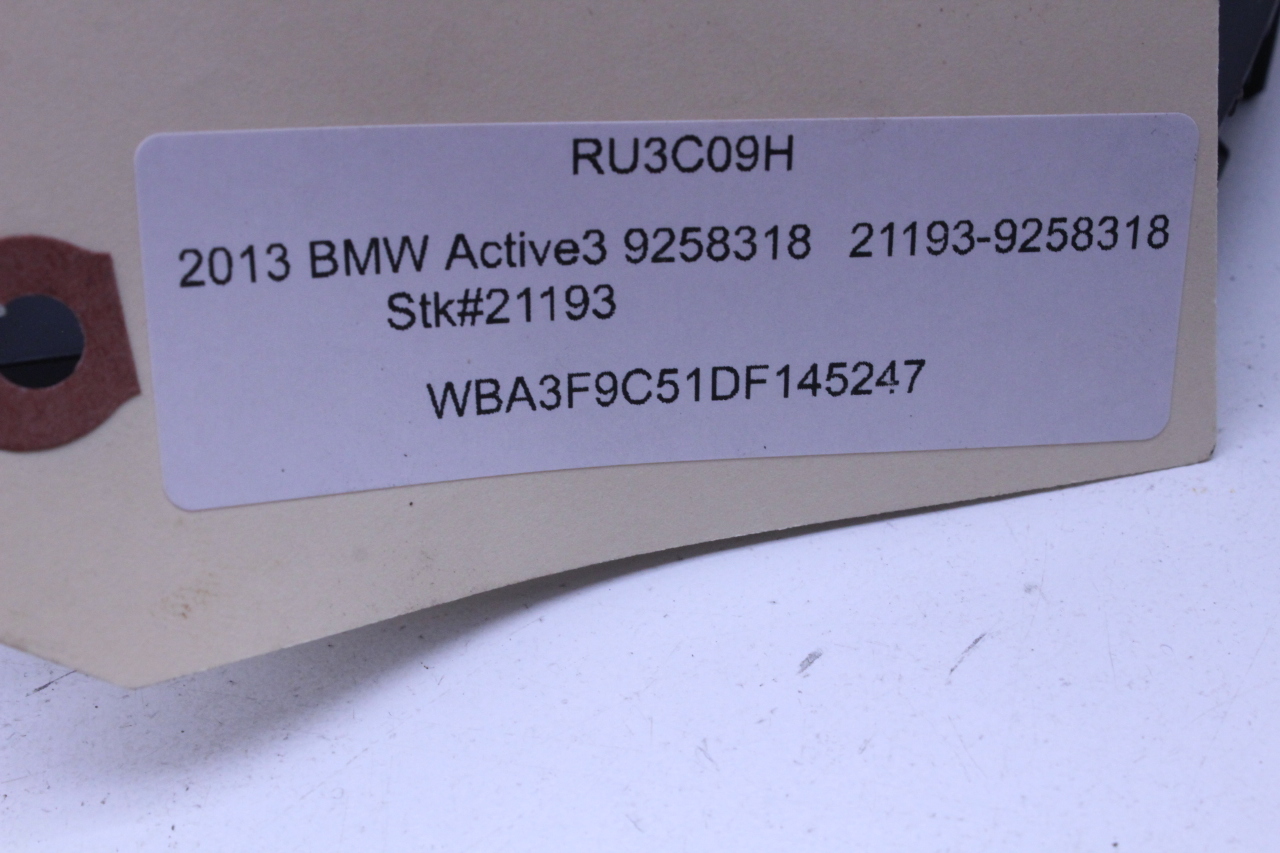 RU3C09H
2013 BMW Active3 9258318 21193-9258318
Stk#21193
WBA3F9C51DF145247